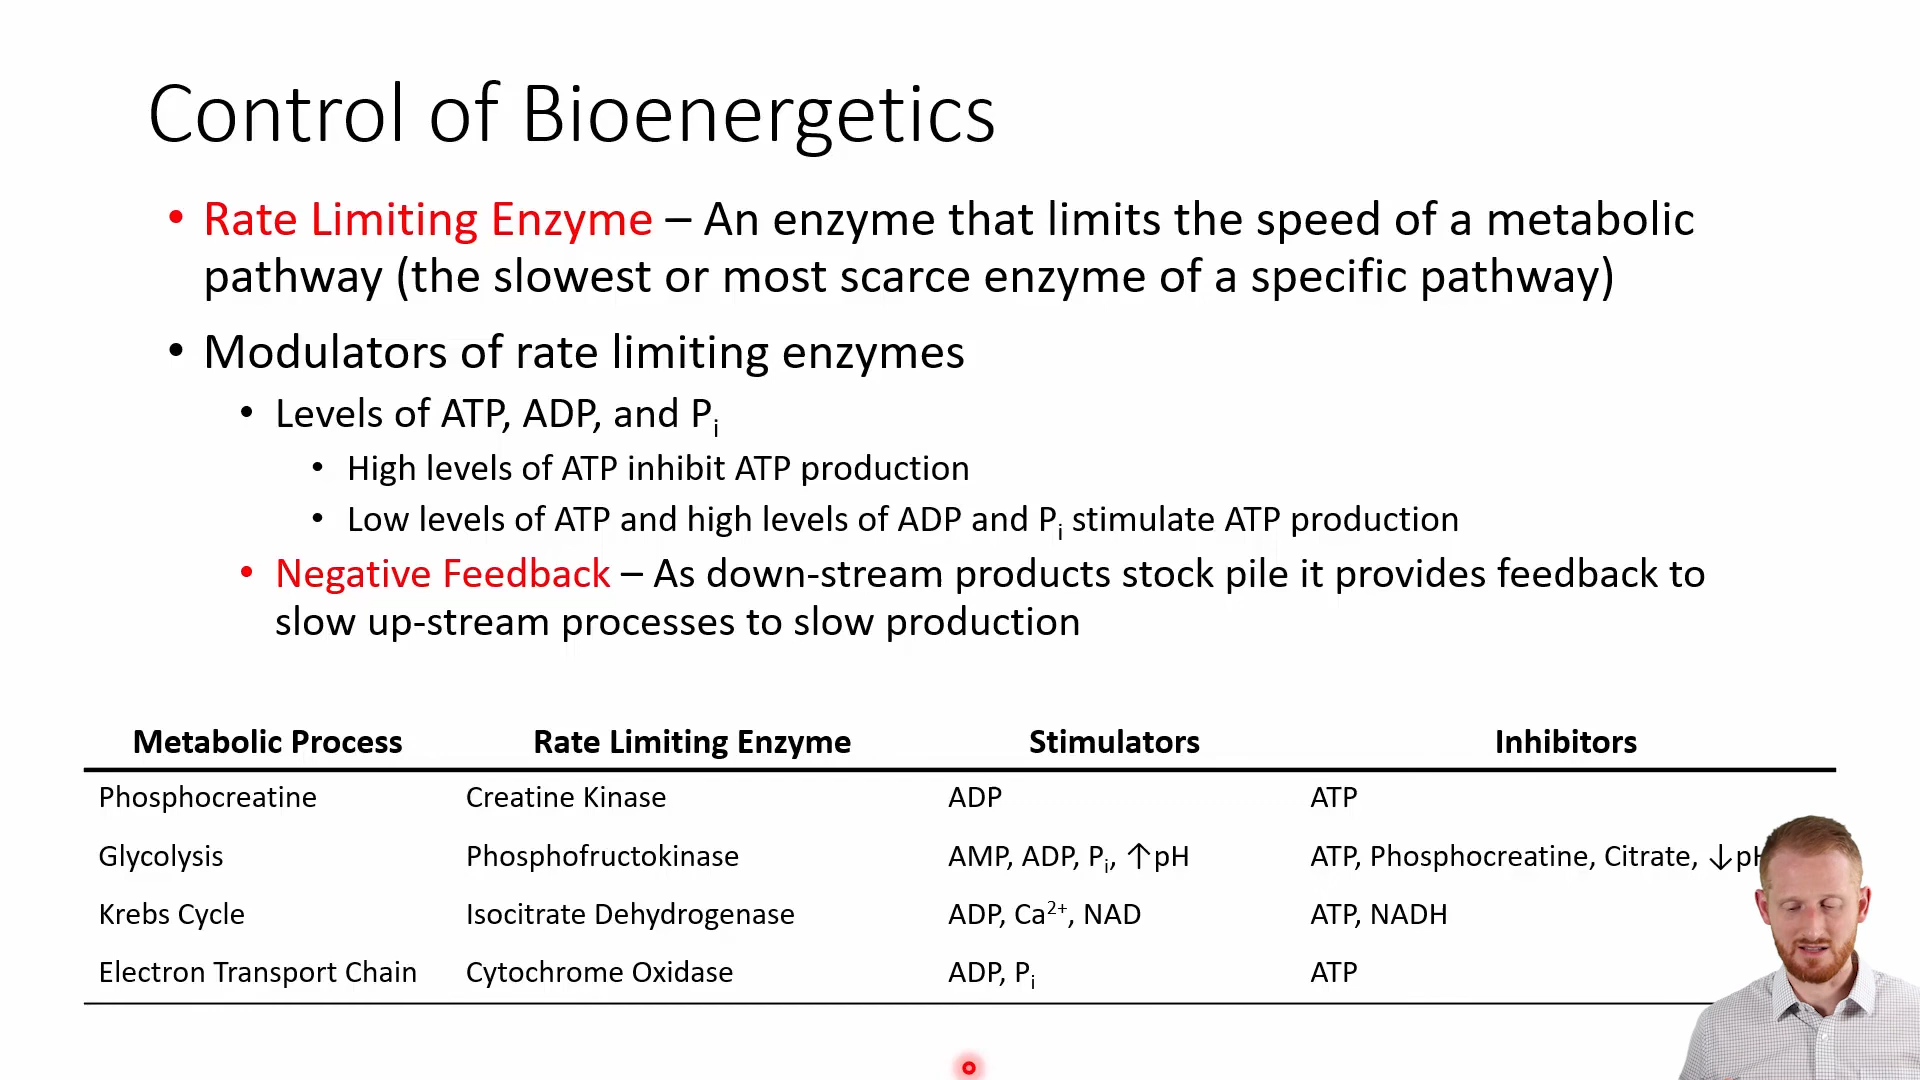 Control of Bioenergetics
• Rate Limiting Enzyme – An enzyme that limits the speed of a metabolic
pathway (the slowest or most scarce enzyme of a specific pathway)
• Modulators of rate limiting enzymes
• Levels of ATP, ADP, and Pi
• High levels of ATP inhibit ATP production
• Low levels of ATP and high levels of ADP and Pi stimulate ATP production
• Negative Feedback – As down-stream products stock pile it provides feedback to
slow up-stream processes to slow production
Metabolic Process Rate Limiting Enzyme Stimulators Inhibitors
Phosphocreatine Creatine Kinase ADP ATP
Glycolysis Phosphofructokinase AMP, ADP, Pi, ↑pH ATP, Phosphocreatine, Citrate, ↓pH
Krebs Cycle Isocitrate Dehydrogenase ADP, Ca²⁺, NAD ATP, NADH
Electron Transport Chain Cytochrome Oxidase ADP, Pi ATP